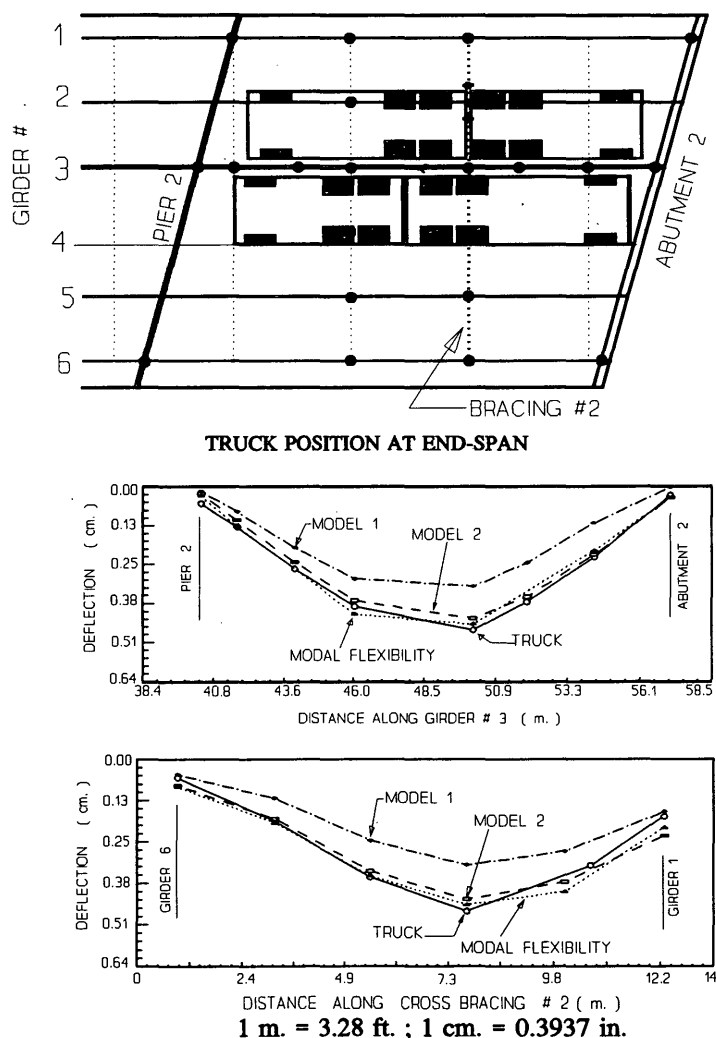 GIRDER #
1
2
3
4
5
6
PIER 2
ABUTMENT 2
BRACING #2
TRUCK POSITION AT END-SPAN
DEFLECTION ( cm. )
0.00
0.13
0.25
0.38
0.51
0.64
PIER 2
MODEL 1
MODEL 2
TRUCK
MODAL FLEXIBILITY
ABUTMENT 2
38.4 40.8 43.6 46.0 48.5 50.9 53.3 56.1 58.5
DISTANCE ALONG GIRDER # 3 ( m. )
DEFLECTION ( cm. )
0.00
0.13
0.25
0.38
0.51
0.64
GIRDER 6
MODEL 1
MODEL 2
TRUCK
MODAL FLEXIBILITY
GIRDER 1
0 2.4 4.9 7.3 9.8 12.2 14
DISTANCE ALONG CROSS BRACING # 2 ( m. )
1 m. = 3.28 ft. ; 1 cm. = 0.3937 in.